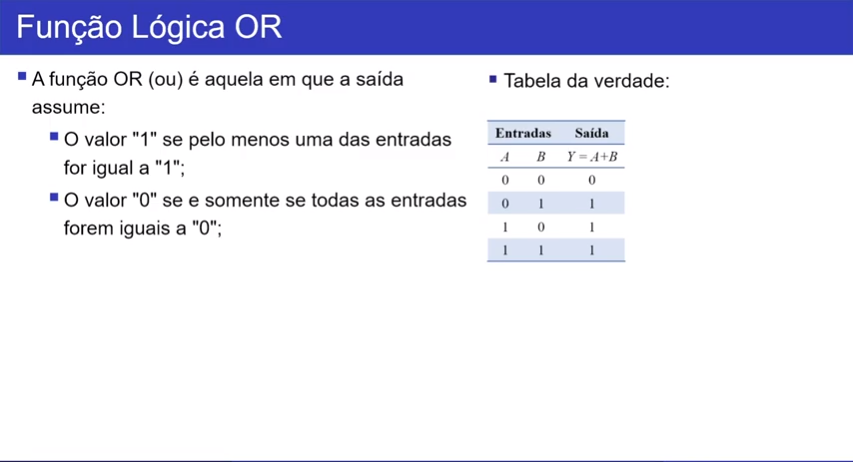 Função Lógica OR
A função OR (ou) é aquela em que a saída
assume:
O valor "1" se pelo menos uma das entradas
for igual a "1";
O valor "0" se e somente se todas as entradas
forem iguais a "0";
Tabela da verdade:
Entradas Saída
A B Y = A+B
0 0 0
0 1 1
1 0 1
1 1 1